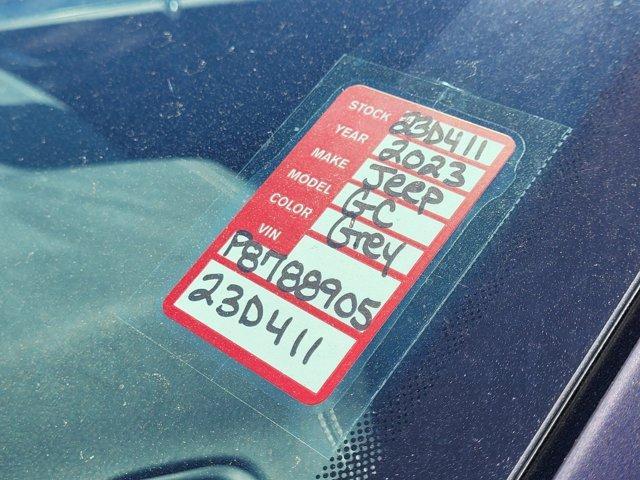 STOCK 23D411
YEAR 2023
MAKE Jeep
MODEL GC
COLOR Grey
VIN
P8788905
23D411